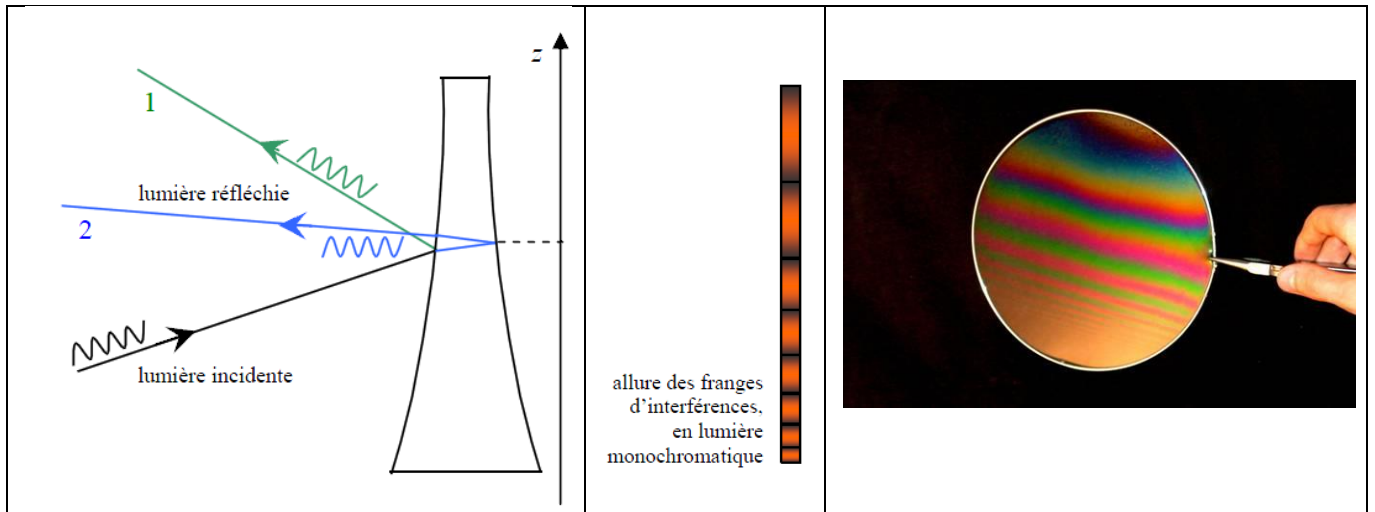 z
1
lumière réfléchie
2
lumière incidente
allure des franges
d'interférences,
en lumière
monochromatique